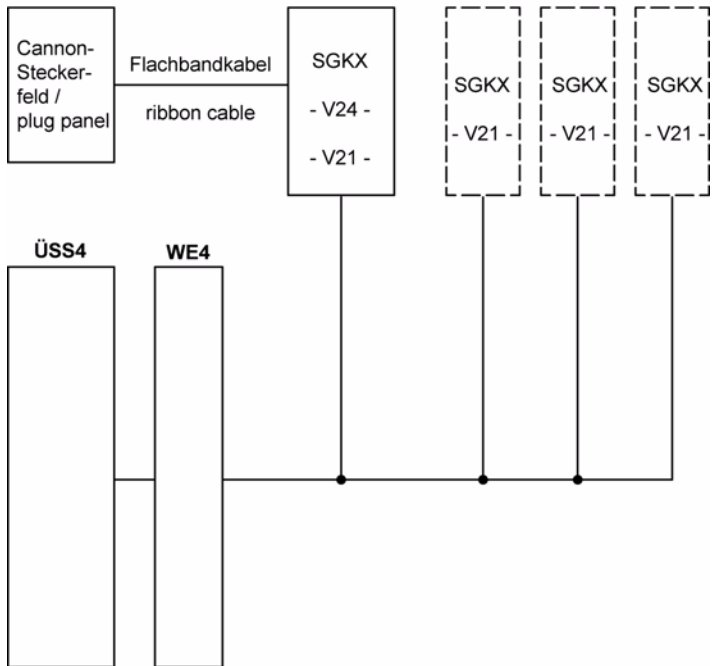 Cannon-
Stecker-
feld /
plug panel
Flachbandkabel
ribbon cable
SGKX
- V24 -
- V21 -
SGKX
- V21 -
SGKX
- V21 -
SGKX
- V21 -
ÜSS4
WE4